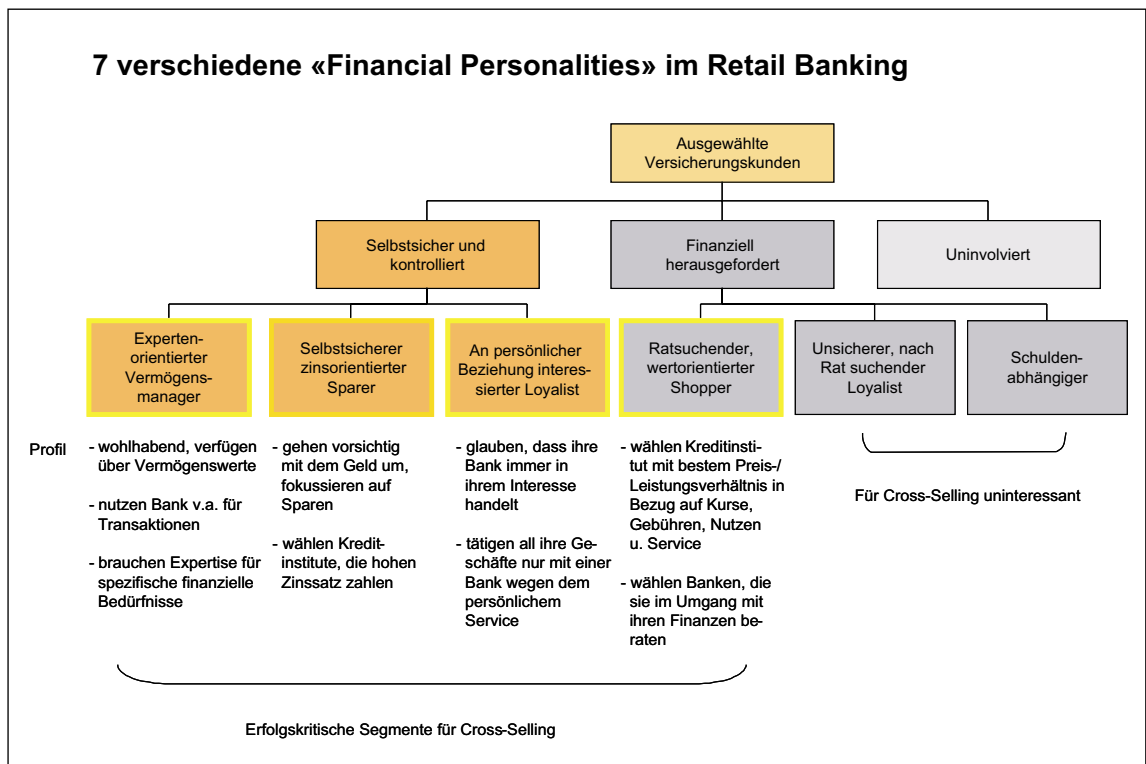 7 verschiedene «Financial Personalities» im Retail Banking
Ausgewählte
Versicherungskunden
Selbstsicher und
kontrolliert
Finanziell
herausgefordert
Uninvolviert
Experten-
orientierter
Vermögens-
manager
Selbstsicherer
zinsorientierter
Sparer
An persönlicher
Beziehung interes-
sierter Loyalist
Ratsuchender,
wertorientierter
Shopper
Unsicherer, nach
Rat suchender
Loyalist
Schulden-
abhängiger
Profil
- wohlhabend, verfügen
über Vermögenswerte
- nutzen Bank v.a. für
Transaktionen
- brauchen Expertise für
spezifische finanzielle
Bedürfnisse
- gehen vorsichtig
mit dem Geld um,
fokussieren auf
Sparen
- wählen Kredit-
institute, die hohen
Zinssatz zahlen
- glauben, dass ihre
Bank immer in
ihrem Interesse
handelt
- tätigen all ihre Ge-
schäfte nur mit einer
Bank wegen dem
persönlichem
Service
- wählen Kreditinsti-
tut mit bestem Preis-/
Leistungsverhältnis in
Bezug auf Kurse,
Gebühren, Nutzen
u. Service
- wählen Banken, die
sie im Umgang mit
ihren Finanzen be-
raten
Für Cross-Selling uninteressant
Erfolgskritische Segmente für Cross-Selling